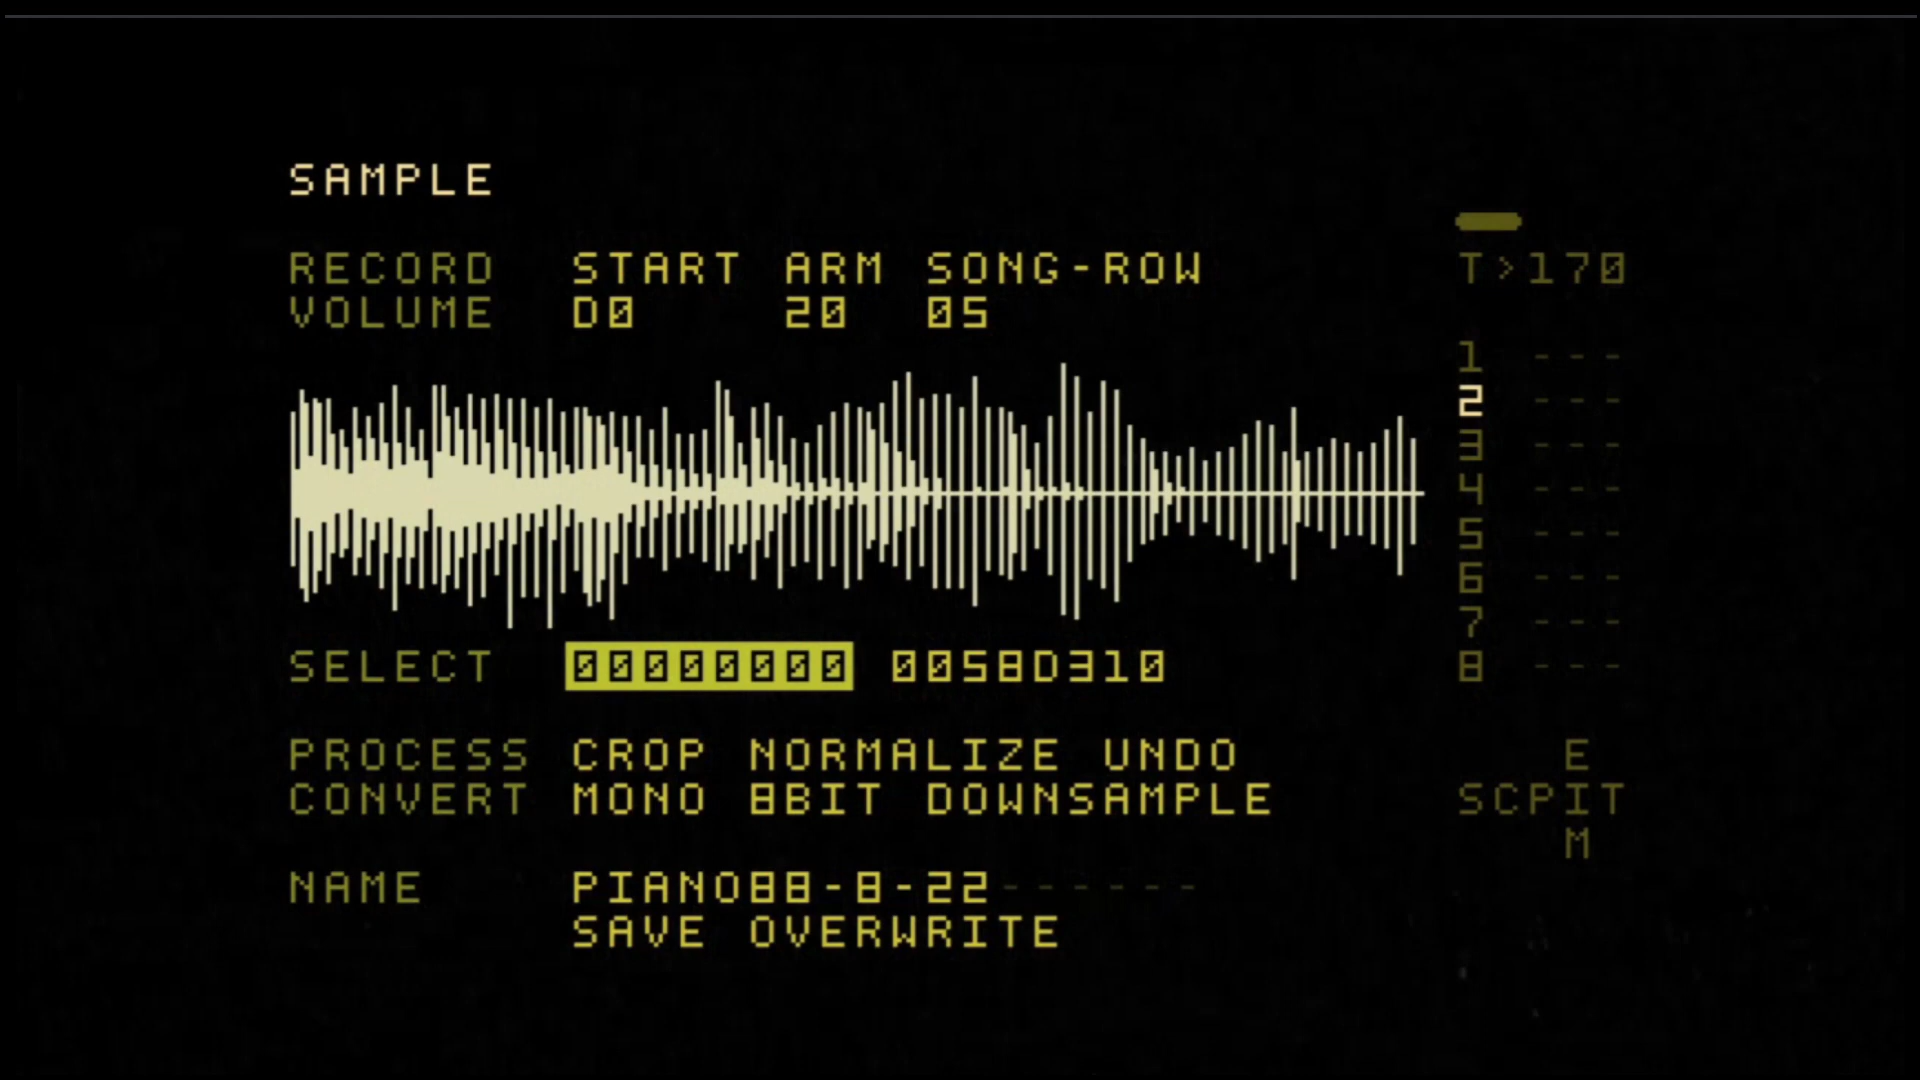 SAMPLE
RECORD START ARM SONG-ROW
VOLUME D0 20 05
T>170
1 ---
2 ---
3 ---
4 ---
5 ---
6 ---
7 ---
8 ---
SELECT 00000000 0058D310
PROCESS CROP NORMALIZE UNDO
CONVERT MONO 8BIT DOWNSAMPLE
E
SCPIT
M
NAME PIANO88-8-22------
SAVE OVERWRITE